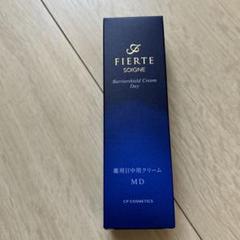 FIERTE
SOIGNE
Barriershield Cream
Day
薬用日中用クリーム
MD
CP COSMETICS